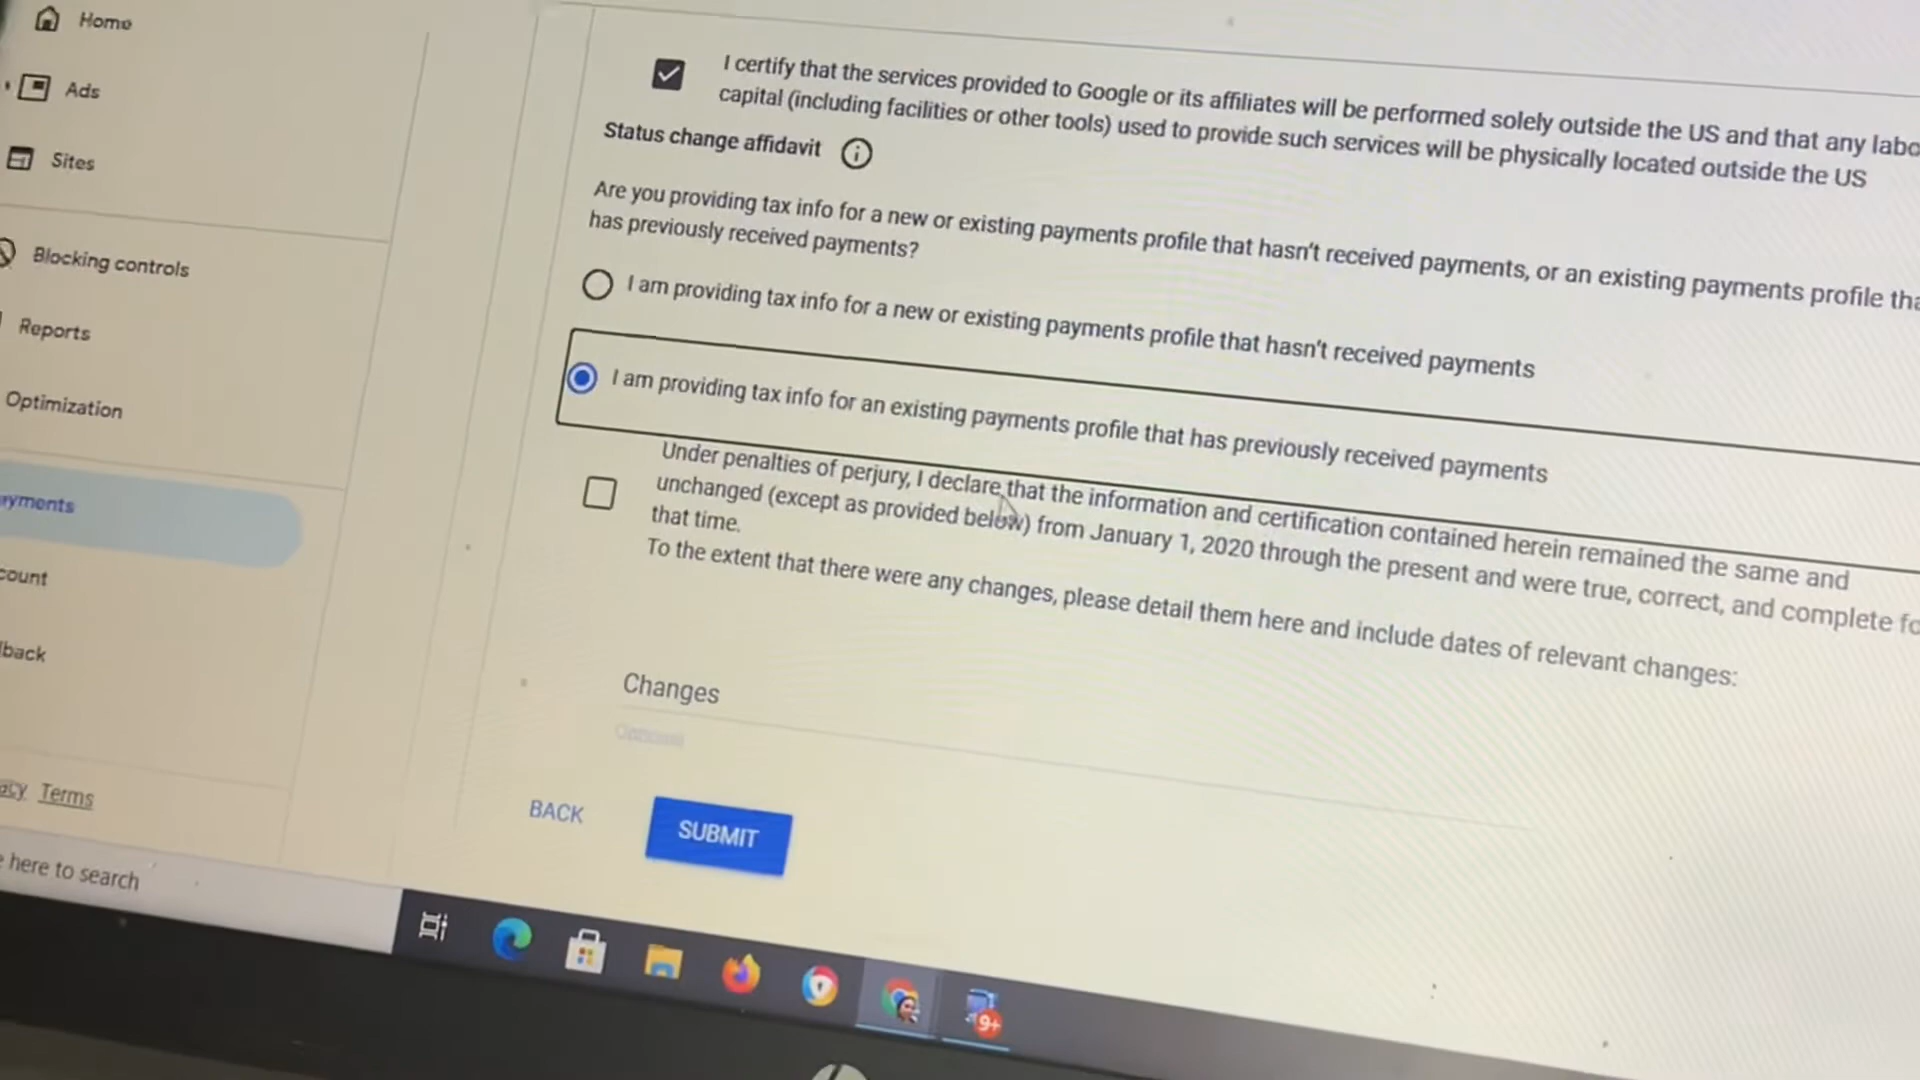 Home
Ads
Sites
Blocking controls
Reports
Optimization
yments
count
back
acy Terms
here to search
I certify that the services provided to Google or its affiliates will be performed solely outside the US and that any labo
capital (including facilities or other tools) used to provide such services will be physically located outside the US
Status change affidavit
Are you providing tax info for a new or existing payments profile that hasn't received payments, or an existing payments profile tha
has previously received payments?
I am providing tax info for a new or existing payments profile that hasn't received payments
I am providing tax info for an existing payments profile that has previously received payments
Under penalties of perjury, I declare that the information and certification contained herein remained the same and
unchanged (except as provided below) from January 1, 2020 through the present and were true, correct, and complete fo
that time.
To the extent that there were any changes, please detail them here and include dates of relevant changes:
Changes
Optional
BACK
SUBMIT
9+